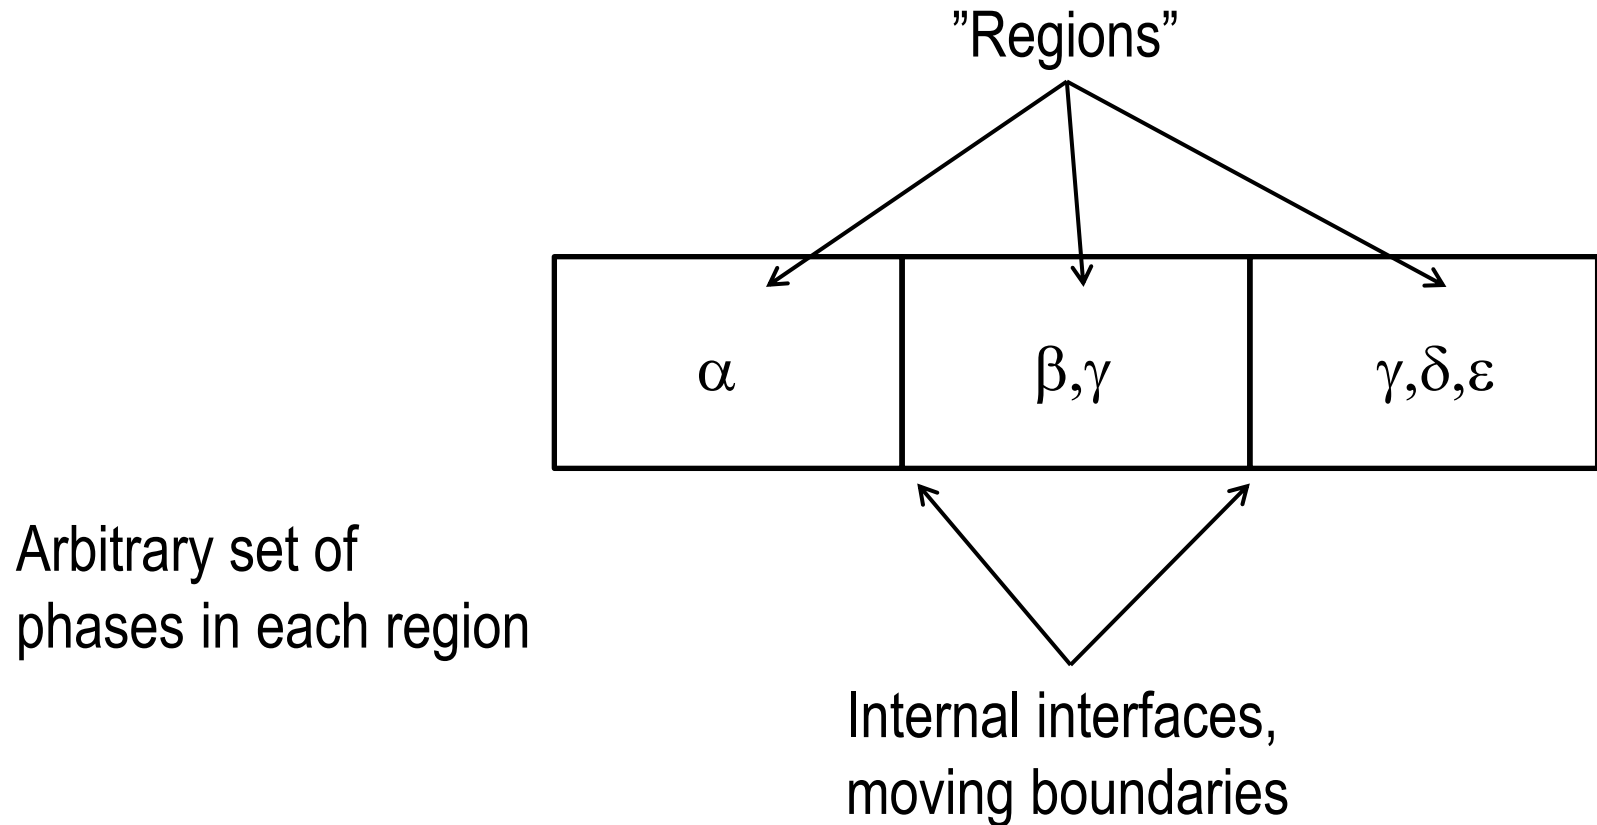 ”Regions”
α
β,γ
γ,δ,ε
Arbitrary set of
phases in each region
Internal interfaces,
moving boundaries